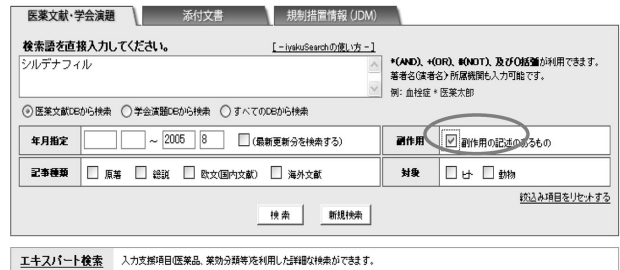 医薬文献・学会演題 添付文書 規制措置情報 (JDM)
検索語を直接入力してください。 [ -iyakuSearchの使い方- ]
シルデナフィル
*(AND)、+(OR)、#(NOT)、及び()括弧が利用できます。
著者名(演者名)・所属機関も入力可能です。
例: 血栓症 * 医薬太郎
医薬文献DBから検索 学会演題DBから検索 すべてのDBから検索
年月指定 ~ 2005 8 (最新更新分を検索する) 副作用 副作用の記述のあるもの
記事種類 原著 総説 欧文(国内文献) 海外文献 対象 ヒト 動物
絞込み項目をリセットする
検索 新規検索
エキスパート検索 入力支援項目(医薬品、薬効分類等)を利用した詳細な検索ができます。